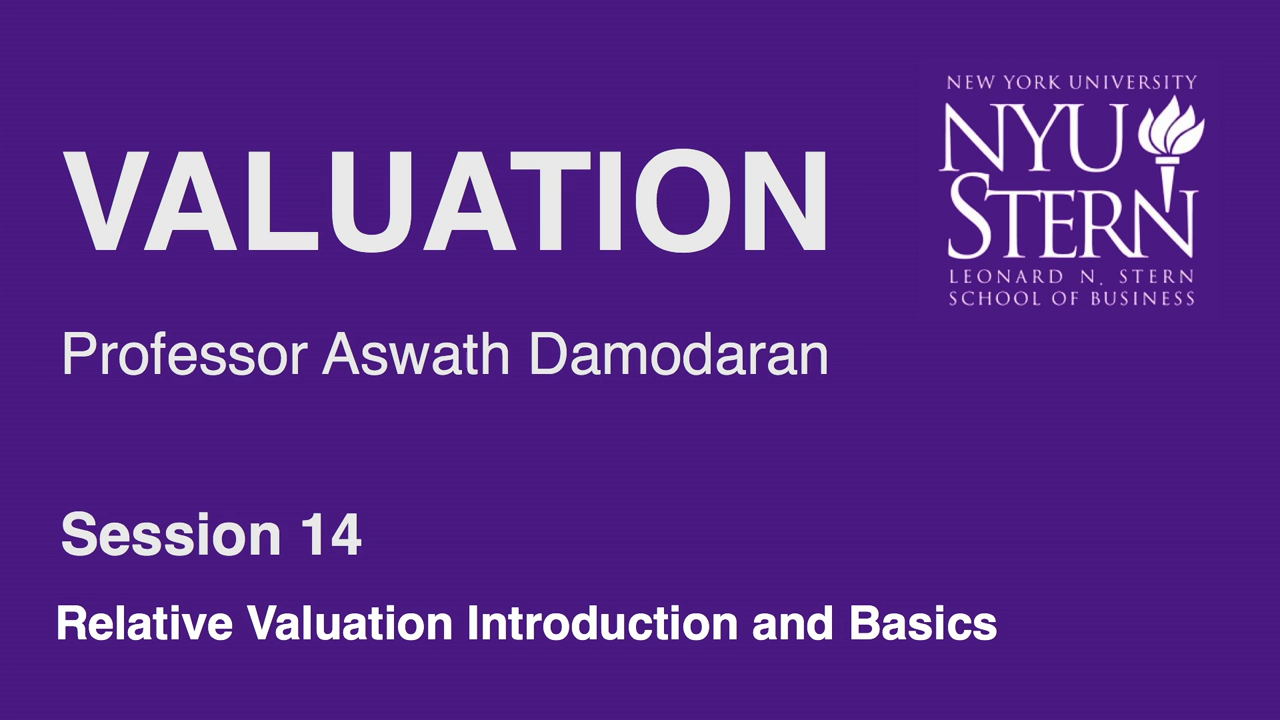 NEW YORK UNIVERSITY
NYU
STERN
LEONARD N. STERN
SCHOOL OF BUSINESS
VALUATION
Professor Aswath Damodaran
Session 14
Relative Valuation Introduction and Basics